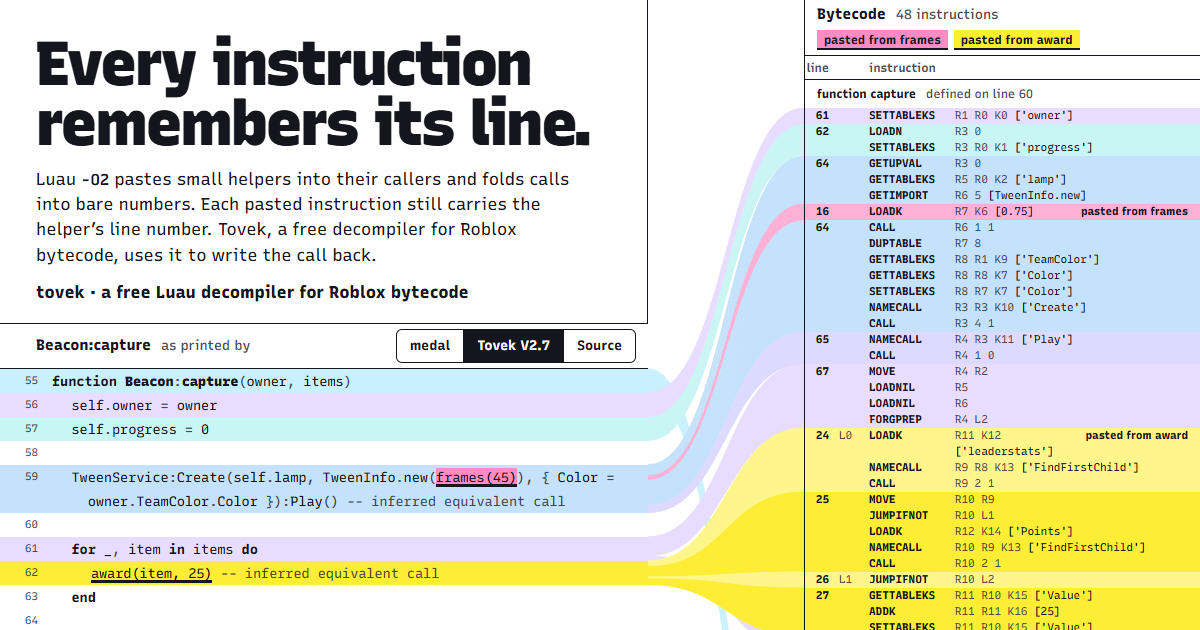 Every instruction
remembers its line.
Luau -O2 pastes small helpers into their callers and folds calls
into bare numbers. Each pasted instruction still carries the
helper’s line number. Tovek, a free decompiler for Roblox
bytecode, uses it to write the call back.
tovek · a free Luau decompiler for Roblox bytecode
Beacon:capture as printed by
medal Tovek V2.7 Source
55 function Beacon:capture(owner, items)
56 self.owner = owner
57 self.progress = 0
58
59 TweenService:Create(self.lamp, TweenInfo.new(frames(45)), { Color =
owner.TeamColor.Color }):Play() -- inferred equivalent call
60
61 for _, item in items do
62 award(item, 25) -- inferred equivalent call
63 end
64
Bytecode 48 instructions
pasted from frames pasted from award
line instruction
function capture defined on line 60
61 SETTABLEKS R1 R0 K0 ['owner']
62 LOADN R3 0
SETTABLEKS R3 R0 K1 ['progress']
64 GETUPVAL R3 0
GETTABLEKS R5 R0 K2 ['lamp']
GETIMPORT R6 5 [TweenInfo.new]
16 LOADK R7 K6 [0.75] pasted from frames
64 CALL R6 1 1
DUPTABLE R7 8
GETTABLEKS R8 R1 K9 ['TeamColor']
GETTABLEKS R8 R8 K7 ['Color']
SETTABLEKS R8 R7 K7 ['Color']
NAMECALL R3 R3 K10 ['Create']
CALL R3 4 1
65 NAMECALL R4 R3 K11 ['Play']
CALL R4 1 0
67 MOVE R4 R2
LOADNIL R5
LOADNIL R6
FORGPREP R4 L2
24 L0 LOADK R11 K12 pasted from award
['leaderstats']
NAMECALL R9 R8 K13 ['FindFirstChild']
CALL R9 2 1
25 MOVE R10 R9
JUMPIFNOT R10 L1
LOADK R12 K14 ['Points']
NAMECALL R10 R9 K13 ['FindFirstChild']
CALL R10 2 1
26 L1 JUMPIFNOT R10 L2
27 GETTABLEKS R11 R10 K15 ['Value']
ADDK R11 R11 K16 [25]
SETTABLEKS R11 R10 K15 ['Value']